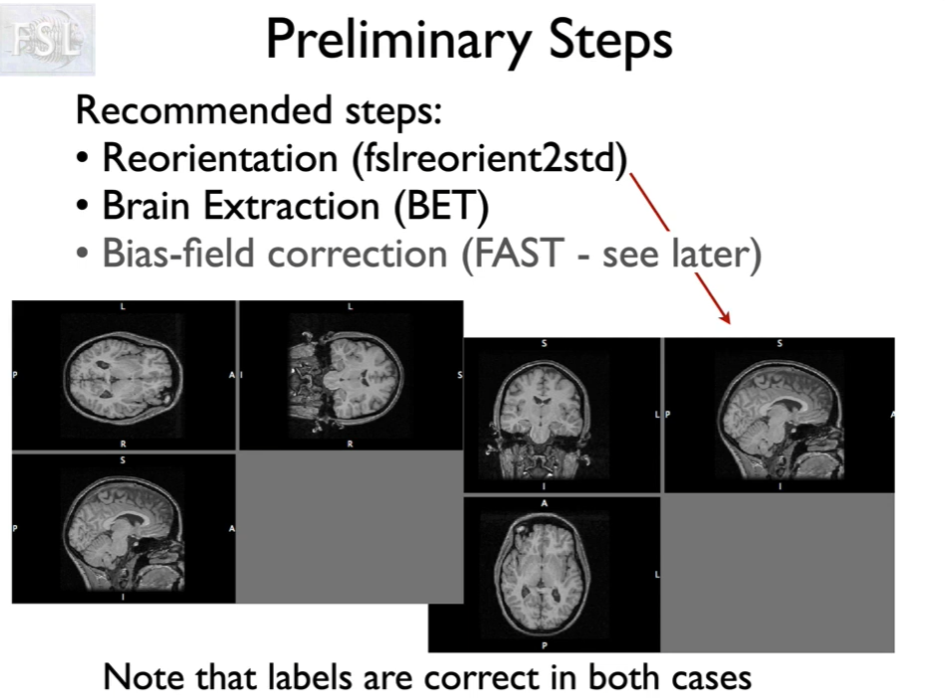 FSL
Preliminary Steps
Recommended steps:
• Reorientation (fslreorient2std)
• Brain Extraction (BET)
• Bias-field correction (FAST - see later)
L
L
P
A
I
S
R
R
S
P
A
I
S
S
L
P
A
I
I
A
L
P
Note that labels are correct in both cases